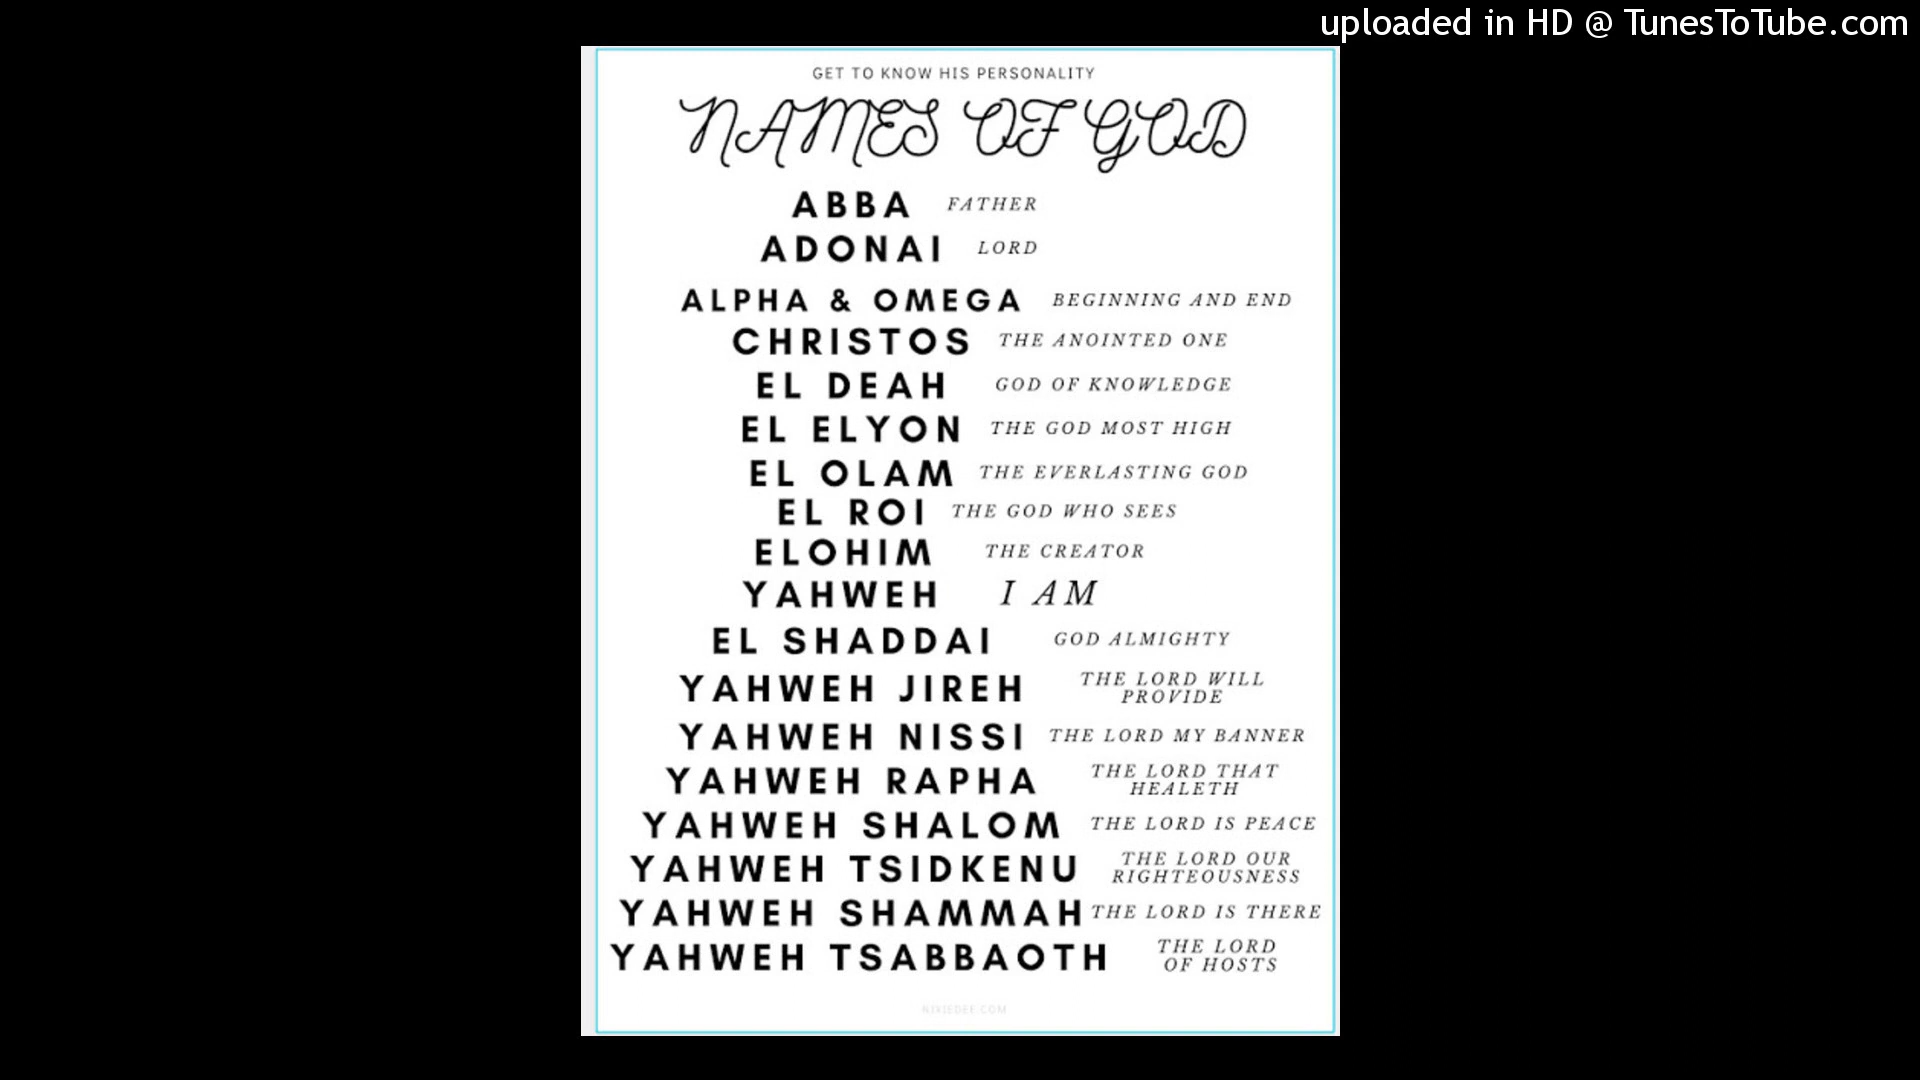 uploaded in HD @ TunesToTube.com
GET TO KNOW HIS PERSONALITY
NAMES OF GOD
ABBA FATHER
ADONAI LORD
ALPHA & OMEGA BEGINNING AND END
CHRISTOS THE ANOINTED ONE
EL DEAH GOD OF KNOWLEDGE
EL ELYON THE GOD MOST HIGH
EL OLAM THE EVERLASTING GOD
EL ROI THE GOD WHO SEES
ELOHIM THE CREATOR
YAHWEH I AM
EL SHADDAI GOD ALMIGHTY
YAHWEH JIREH THE LORD WILL
PROVIDE
YAHWEH NISSI THE LORD MY BANNER
YAHWEH RAPHA THE LORD THAT
HEALETH
YAHWEH SHALOM THE LORD IS PEACE
YAHWEH TSIDKENU THE LORD OUR
RIGHTEOUSNESS
YAHWEH SHAMMAH THE LORD IS THERE
YAHWEH TSABBAOTH THE LORD
OF HOSTS